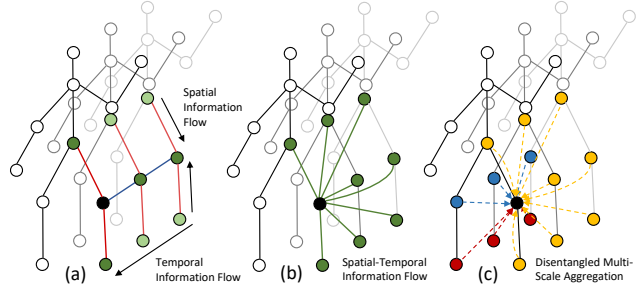 Spatial
Information
Flow
(a)
Temporal
Information Flow
(b)
Spatial-Temporal
Information Flow
(c)
Disentangled Multi-
Scale Aggregation